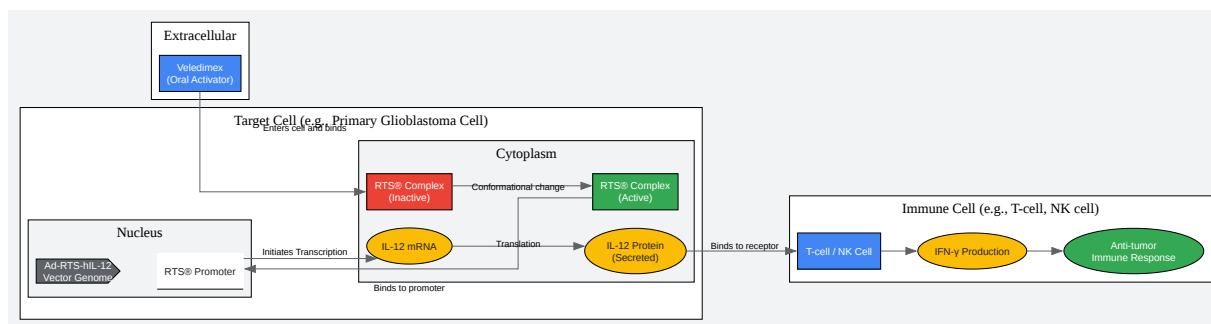 Extracellular
Veledimex
(Oral Activator)
Target Cell (e.g., Primary Glioblastoma Cell)
Enters cell and binds
Cytoplasm
RTS® Complex
(Inactive)
Conformational change
RTS® Complex
(Active)
Nucleus
Ad-RTS-hIL-12
Vector Genome
RTS® Promoter
Initiates Transcription
IL-12 mRNA
Translation
IL-12 Protein
(Secreted)
Binds to promoter
Binds to receptor
Immune Cell (e.g., T-cell, NK cell)
T-cell / NK Cell
IFN-γ Production
Anti-tumor
Immune Response